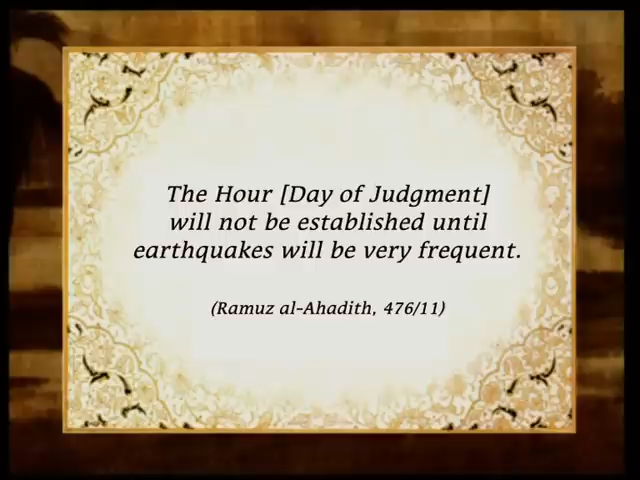 The Hour [Day of Judgment]
will not be established until
earthquakes will be very frequent.
(Ramuz al-Ahadith, 476/11)